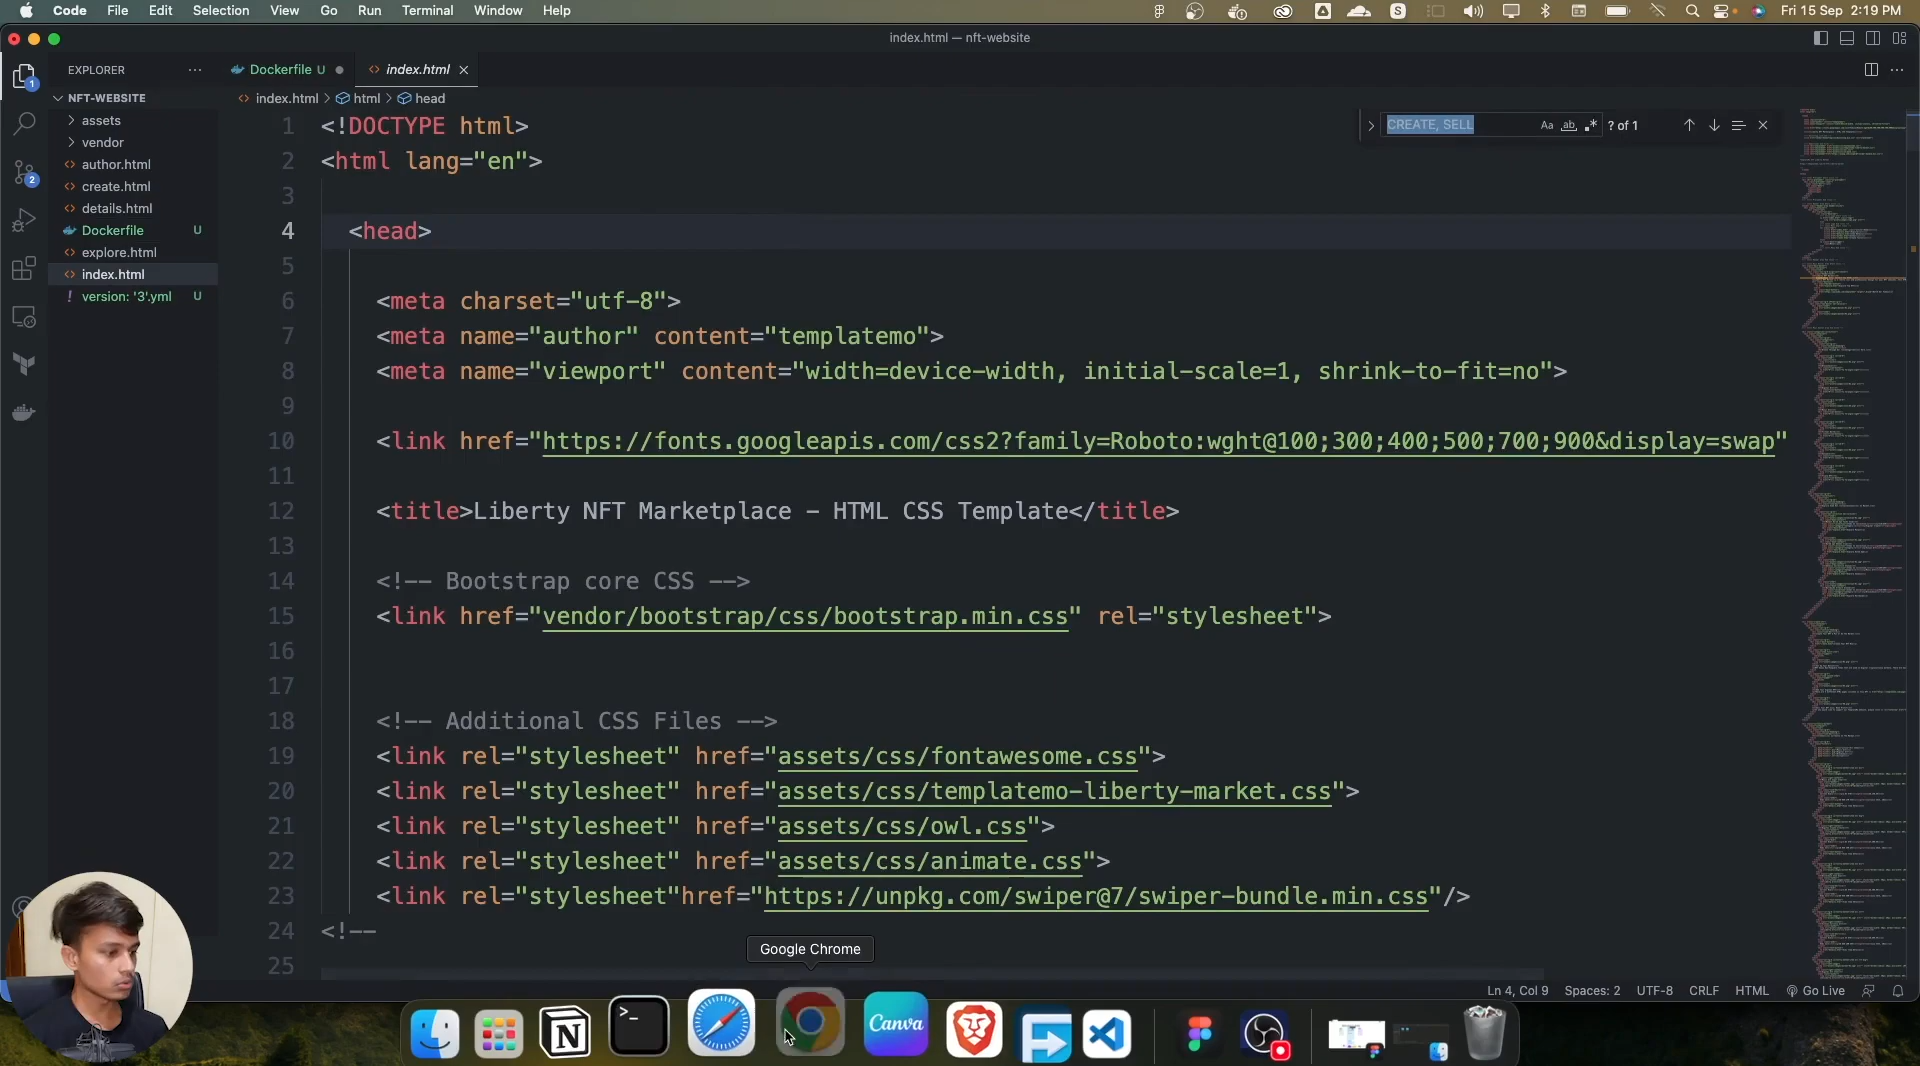 Code File Edit Selection View Go Run Terminal Window Help
S
Fri 15 Sep 2:19 PM
index.html — nft-website
EXPLORER
Dockerfile U
index.html
NFT-WEBSITE
assets
vendor
author.html
create.html
details.html
Dockerfile U
explore.html
index.html
! version: '3'.yml U
1
2
index.html > html > head
CREATE, SELL
Aa ab .* ? of 1
1 <!DOCTYPE html>
2 <html lang="en">
3
4 <head>
5
6 <meta charset="utf-8">
7 <meta name="author" content="templatemo">
8 <meta name="viewport" content="width=device-width, initial-scale=1, shrink-to-fit=no">
9
10 <link href="https://fonts.googleapis.com/css2?family=Roboto:wght@100;300;400;500;700;900&display=swap"
11
12 <title>Liberty NFT Marketplace - HTML CSS Template</title>
13
14 <!-- Bootstrap core CSS -->
15 <link href="vendor/bootstrap/css/bootstrap.min.css" rel="stylesheet">
16
17
18 <!-- Additional CSS Files -->
19 <link rel="stylesheet" href="assets/css/fontawesome.css">
20 <link rel="stylesheet" href="assets/css/templatemo-liberty-market.css">
21 <link rel="stylesheet" href="assets/css/owl.css">
22 <link rel="stylesheet" href="assets/css/animate.css">
23 <link rel="stylesheet"href="https://unpkg.com/swiper@7/swiper-bundle.min.css"/>
24 <!--
25
Google Chrome
Ln 4, Col 9 Spaces: 2 UTF-8 CRLF HTML Go Live
Canva